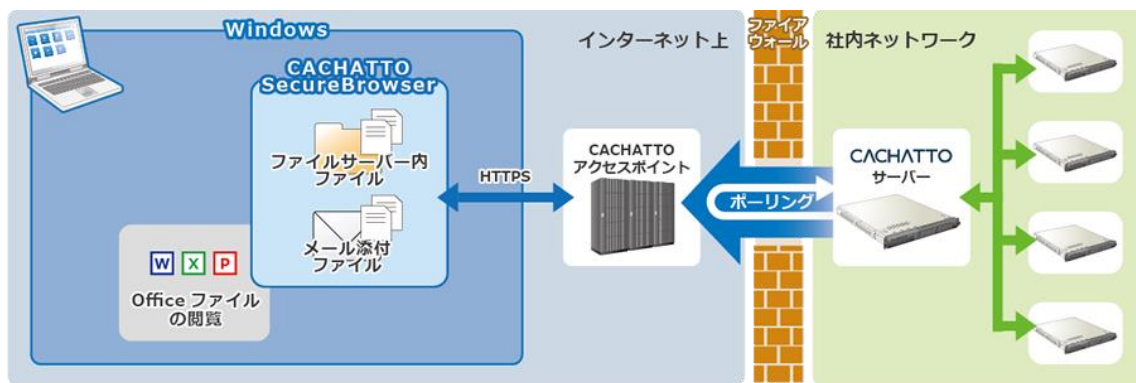 Windows
インターネット上
ファイア
ウォール
社内ネットワーク
CACHATTO
SecureBrowser
ファイルサーバー内
ファイル
メール添付
ファイル
W X P
Office ファイル
の閲覧
HTTPS
CACHATTO
アクセスポイント
ポーリング
CACHATTO
サーバー